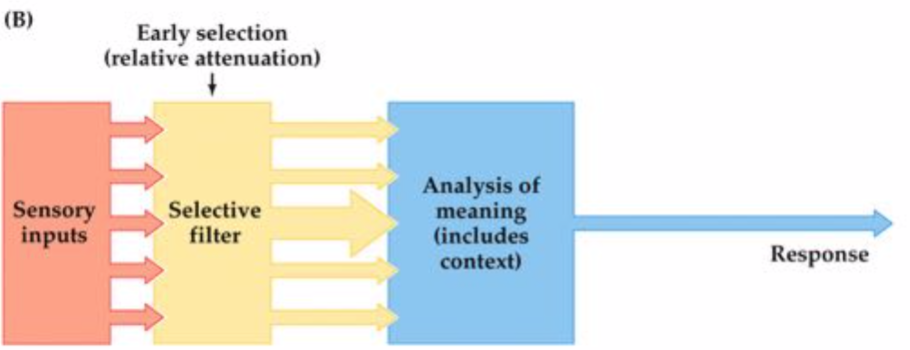 (B)
Early selection
(relative attenuation)
Sensory
inputs
Selective
filter
Analysis of
meaning
(includes
context)
Response